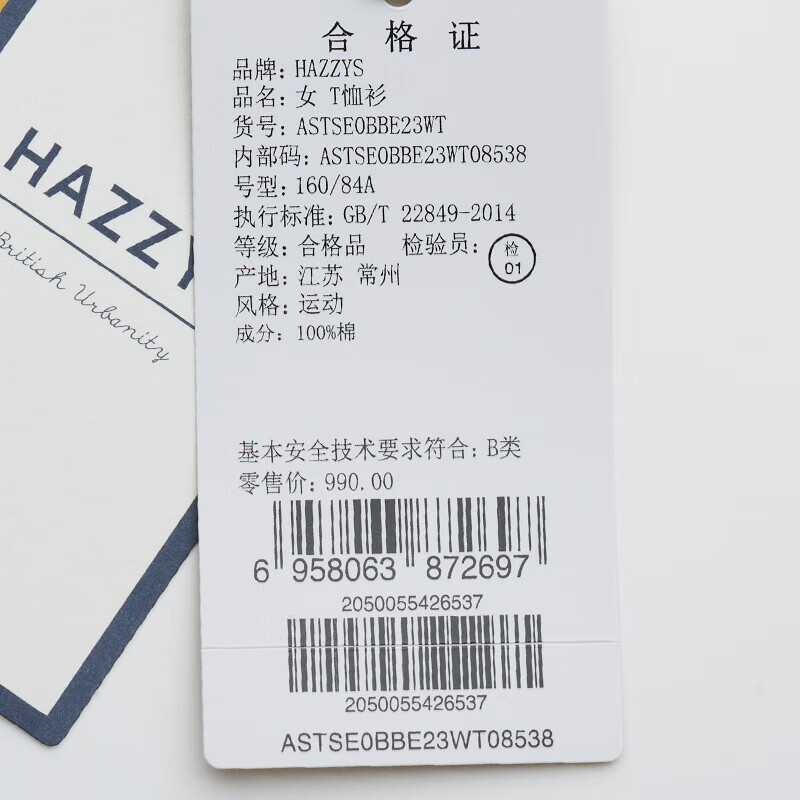 HAZZY
British Urbanity
合格证
品牌: HAZZYS
品名: 女 T恤衫
货号: ASTSE0BBE23WT
内部码: ASTSE0BBE23WT08538
号型: 160/84A
执行标准: GB/T 22849-2014
等级: 合格品 检验员: 检 01
产地: 江苏 常州
风格: 运动
成分: 100%棉
基本安全技术要求符合: B类
零售价: 990.00
6 958063 872697
2050055426537
2050055426537
ASTSE0BBE23WT08538